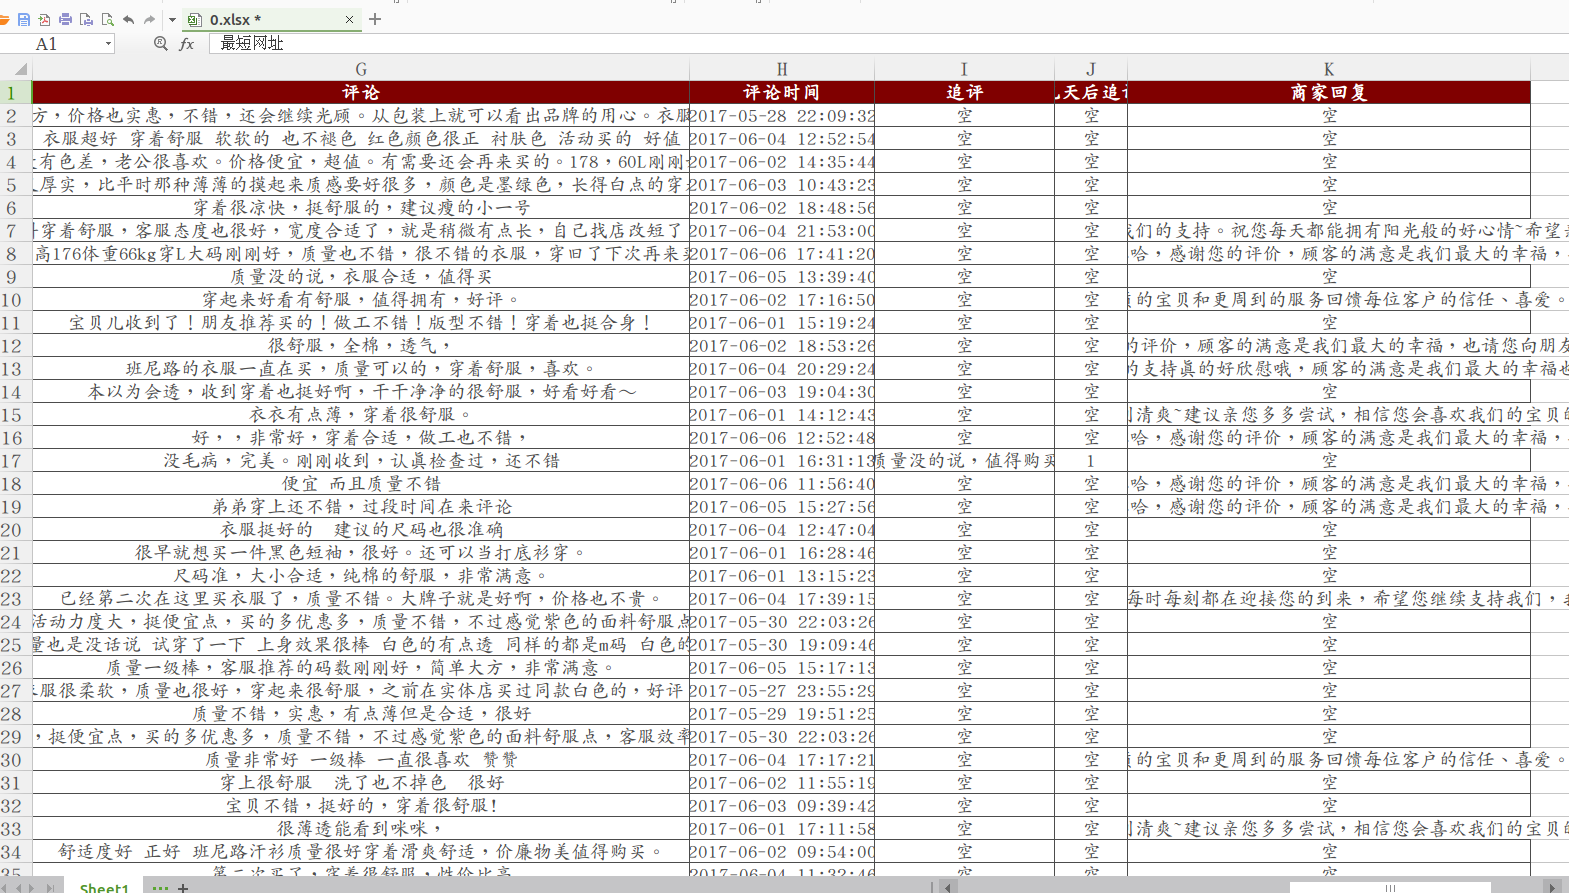 0.xlsx *
A1 fx 最短网址
G H I J K
1 评论 评论时间 追评 天后追 商家回复
2 方，价格也实惠，不错，还会继续光顾。从包装上就可以看出品牌的用心。衣服 2017-05-28 22:09:32 空 空 空
3 衣服超好 穿着舒服 软软的 也不褪色 红色颜色很正 衬肤色 活动买的 好值 2017-06-04 12:52:54 空 空 空
4 有色差，老公很喜欢。价格便宜，超值。有需要还会再来买的。178，60L刚刚 2017-06-02 14:35:44 空 空 空
5 厚实，比平时那种薄薄的摸起来质感要好很多，颜色是墨绿色，长得白点的穿 2017-06-03 10:43:23 空 空 空
6 穿着很凉快，挺舒服的，建议瘦的小一号 2017-06-02 18:48:56 空 空 空
7 穿着舒服，客服态度也很好，宽度合适了，就是稍微有点长，自己找店改短了 2017-06-04 21:53:00 空 空 我们的支持。祝您每天都能拥有阳光般的好心情~希望
8 高176体重66kg穿L大码刚刚好，质量也不错，很不错的衣服，穿旧了下次再来买 2017-06-06 17:41:20 空 空 哈，感谢您的评价，顾客的满意是我们最大的幸福，
9 质量没的说，衣服合适，值得买 2017-06-05 13:39:40 空 空 空
10 穿起来好看有舒服，值得拥有，好评。 2017-06-02 17:16:50 空 空 的宝贝和更周到的服务回馈每位客户的信任、喜爱。
11 宝贝儿收到了！朋友推荐买的！做工不错！版型不错！穿着也挺合身！ 2017-06-01 15:19:24 空 空 空
12 很舒服，全棉，透气， 2017-06-02 18:53:26 空 空 的评价，顾客的满意是我们最大的幸福，也请您向朋友
13 班尼路的衣服一直在买，质量可以的，穿着舒服，喜欢。 2017-06-04 20:29:24 空 空 的支持真的好欣慰哦，顾客的满意是我们最大的幸福也
14 本以为会透，收到穿着也挺好啊，干干净净的很舒服，好看好看～ 2017-06-03 19:04:30 空 空 空
15 衣衣有点薄，穿着很舒服。 2017-06-01 14:12:43 空 空 清爽~建议亲您多多尝试，相信您会喜欢我们的宝贝的
16 好，，非常好，穿着合适，做工也不错， 2017-06-06 12:52:48 空 空 哈，感谢您的评价，顾客的满意是我们最大的幸福，
17 没毛病，完美。刚刚收到，认真检查过，还不错 2017-06-01 16:31:13 质量没的说，值得购买 1 空
18 便宜 而且质量不错 2017-06-06 11:56:40 空 空 哈，感谢您的评价，顾客的满意是我们最大的幸福，
19 弟弟穿上还不错，过段时间在来评论 2017-06-05 15:27:56 空 空 哈，感谢您的评价，顾客的满意是我们最大的幸福，
20 衣服挺好的 建议的尺码也很准确 2017-06-04 12:47:04 空 空 空
21 很早就想买一件黑色短袖，很好。还可以当打底衫穿。 2017-06-01 16:28:46 空 空 空
22 尺码准，大小合适，纯棉的舒服，非常满意。 2017-06-01 13:15:23 空 空 空
23 已经第二次在这里买衣服了，质量不错。大牌子就是好啊，价格也不贵。 2017-06-04 17:39:15 空 空 每时每刻都在迎接您的到来，希望您继续支持我们，
24 活动力度大，挺便宜点，买的多优惠多，质量不错，不过感觉紫色的面料舒服点 2017-05-30 22:03:26 空 空 空
25 量也是没话说 试穿了一下 上身效果很棒 白色的有点透 同样的都是m码 白色的 2017-05-30 19:09:46 空 空 空
26 质量一级棒，客服推荐的码数刚刚好，简单大方，非常满意。 2017-06-05 15:17:13 空 空 空
27 服很柔软，质量也很好，穿起来很舒服，之前在实体店买过同款白色的，好评 2017-05-27 23:55:29 空 空 空
28 质量不错，实惠，有点薄但是合适，很好 2017-05-29 19:51:25 空 空 空
29 ，挺便宜点，买的多优惠多，质量不错，不过感觉紫色的面料舒服点，客服效率 2017-05-30 22:03:26 空 空 空
30 质量非常好 一级棒 一直很喜欢 赞赞 2017-06-04 17:17:21 空 空 的宝贝和更周到的服务回馈每位客户的信任、喜爱。
31 穿上很舒服 洗了也不掉色 很好 2017-06-02 11:55:19 空 空 空
32 宝贝不错，挺好的，穿着很舒服! 2017-06-03 09:39:42 空 空 空
33 很薄透能看到咪咪， 2017-06-01 17:11:58 空 空 清爽~建议亲您多多尝试，相信您会喜欢我们的宝贝的
34 舒适度好 正好 班尼路汗衫质量很好穿着滑爽舒适，价廉物美值得购买。 2017-06-02 09:54:00 空 空 空
35 第二次买了，穿着很舒服，性价比高 2017-06-04 11:32:46 空 空 空
Sheet1 ••• +